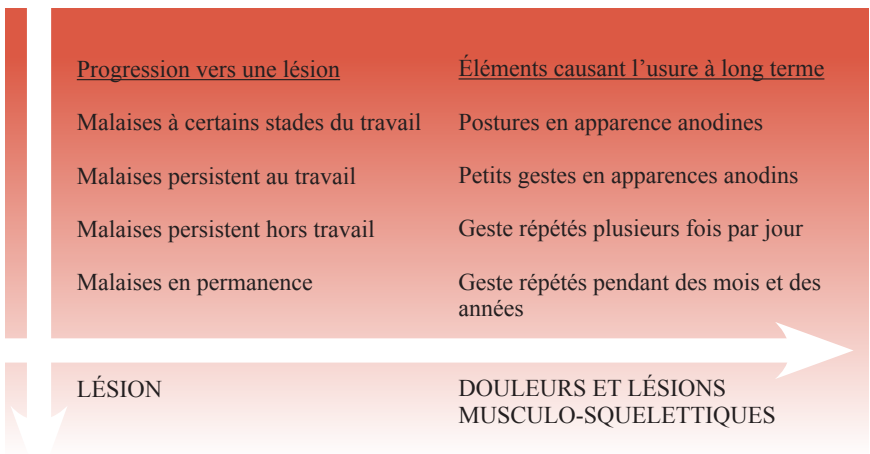 Progression vers une lésion
Malaises à certains stades du travail
Malaises persistent au travail
Malaises persistent hors travail
Malaises en permanence
LÉSION
Éléments causant l'usure à long terme
Postures en apparence anodines
Petits gestes en apparences anodins
Geste répétés plusieurs fois par jour
Geste répétés pendant des mois et des
années
DOULEURS ET LÉSIONS
MUSCULO-SQUELETTIQUES